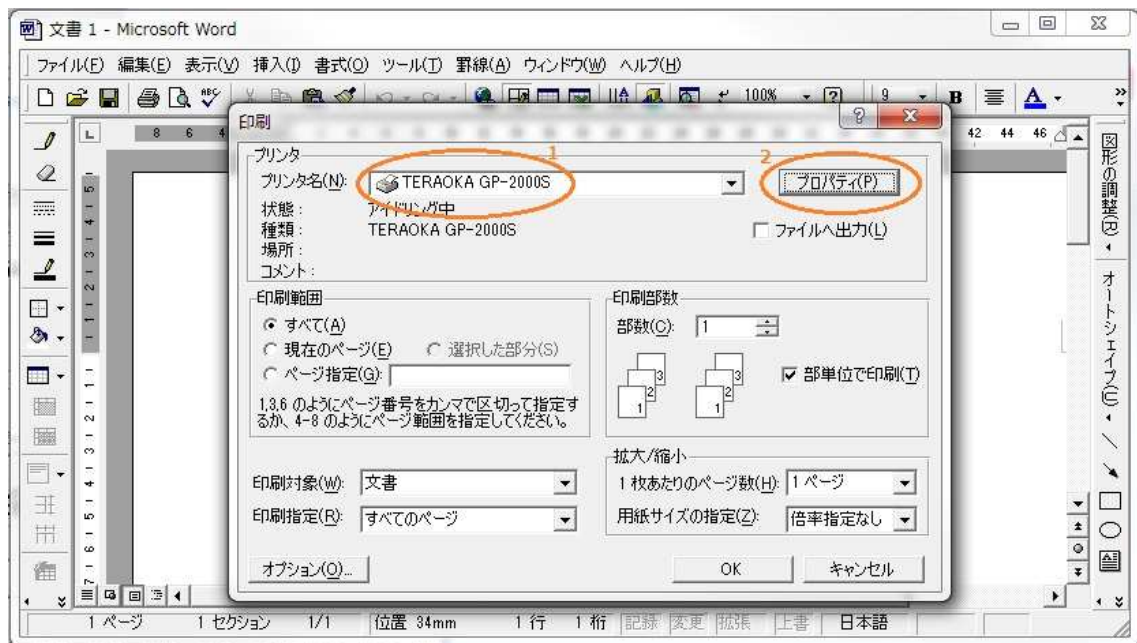 文書 1 - Microsoft Word
ファイル(F) 編集(E) 表示(V) 挿入(I) 書式(O) ツール(T) 罫線(A) ウィンドウ(W) ヘルプ(H)
100% 9 B A
印刷
8 6 4 42 44 46
プリンタ
1 2
プリンタ名(N): TERAOKA GP-2000S プロパティ(P)
状態: アイドリング中
種類: TERAOKA GP-2000S ファイルへ出力(L)
場所:
コメント:
印刷範囲
すべて(A)
現在のページ(E) 選択した部分(S)
ページ指定(G):
1,3,6 のようにページ番号をカンマで区切って指定す
るか、4-8 のようにページ範囲を指定してください。
印刷部数
部数(C): 1
部単位で印刷(T)
3 3
2 2
1 1
印刷対象(W): 文書
印刷指定(R): すべてのページ
拡大/縮小
1 枚あたりのページ数(H): 1 ページ
用紙サイズの指定(Z): 倍率指定なし
オプション(O)... OK キャンセル
図形の調整(R)
オートシェイプ(U)
1 ページ 1 セクション 1/1 位置 34mm 1 行 1 桁 記録 変更 拡張 上書 日本語